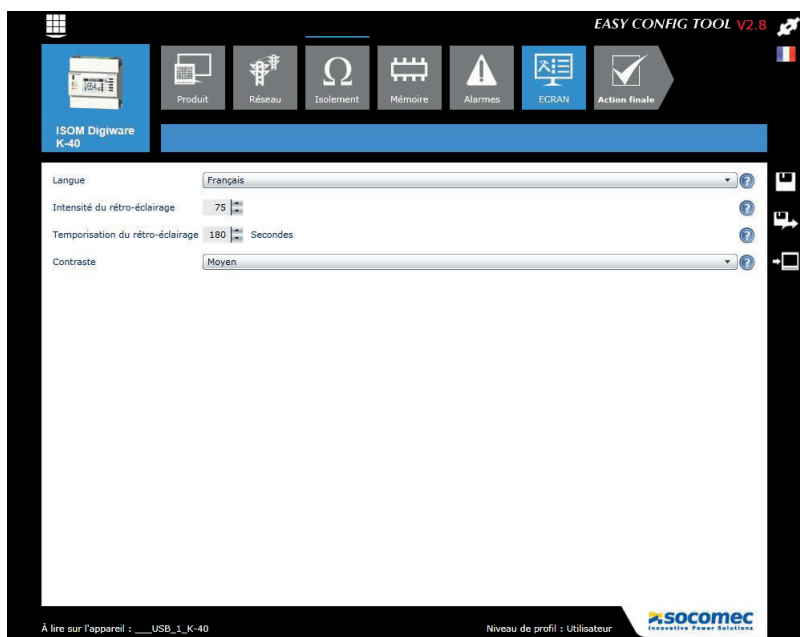 EASY CONFIG TOOL V2.8
Produit
Réseau
Ω
Isolement
Mémoire
Alarmes
ECRAN
Action finale
ISOM Digiware
K-40
Langue
Français
Intensité du rétro-éclairage
75
Temporisation du rétro-éclairage
180
Secondes
Contraste
Moyen
À lire sur l'appareil : ___USB_1_K-40
Niveau de profil : Utilisateur
socomec
Innovative Power Solutions